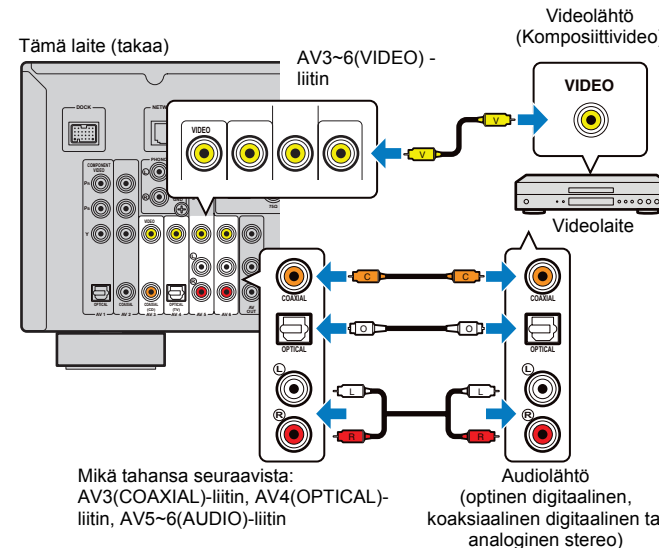 Videolähtö
(Komposiittivideo)
Tämä laite (takaa)
AV3~6(VIDEO) -
liitin
VIDEO
DOCK
VIDEO
V
V
COMPONENT
VIDEO
PHONO
L
R
GND
75Ω
PR
PB
Y
VIDEO
L
R
OPTICAL
COAXIAL
COAXIAL
(CD)
OPTICAL
(TV)
AV 1
AV 2
AV 3
AV 4
AV 5
AV 6
AV
OUT
Videolaite
C
C
COAXIAL
COAXIAL
O
O
OPTICAL
OPTICAL
L
L
L
L
R
R
R
R
Mikä tahansa seuraavista:
AV3(COAXIAL)-liitin, AV4(OPTICAL)-
liitin, AV5~6(AUDIO)-liitin
Audiolähtö
(optinen digitaalinen,
koaksiaalinen digitaalinen ta
analoginen stereo)